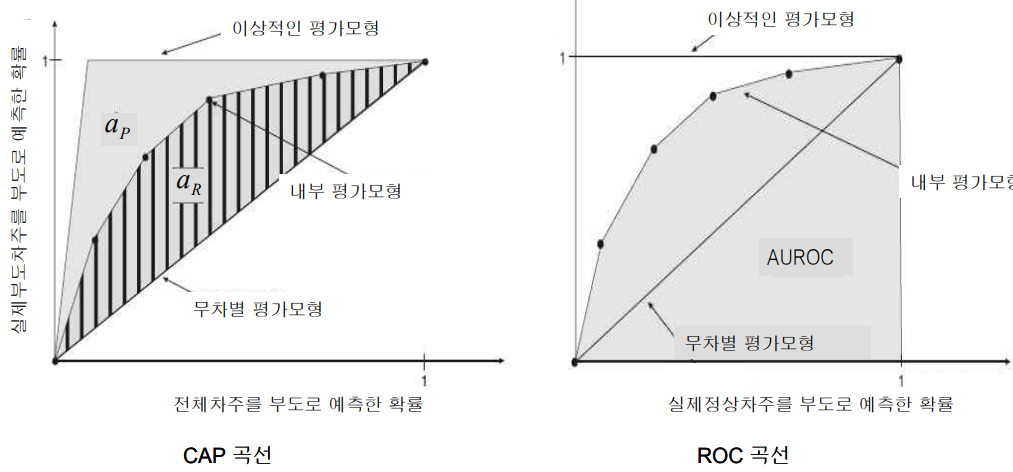 이상적인 평가모형
1
a_P
a_R
내부 평가모형
무차별 평가모형
실제부도차주를 부도로 예측한 확률
1
전체차주를 부도로 예측한 확률
CAP 곡선
이상적인 평가모형
1
내부 평가모형
AUROC
무차별 평가모형
1
실제정상차주를 부도로 예측한 확률
ROC 곡선